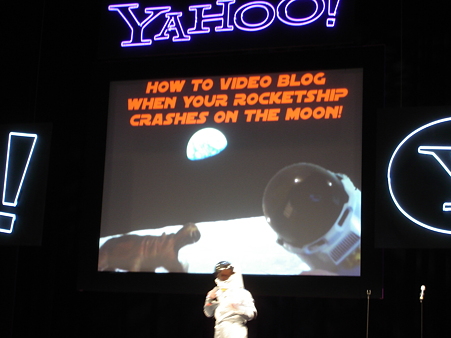 YAHOO!
HOW TO VIDEO BLOG
WHEN YOUR ROCKETSHIP
CRASHES ON THE MOON!
!
Y